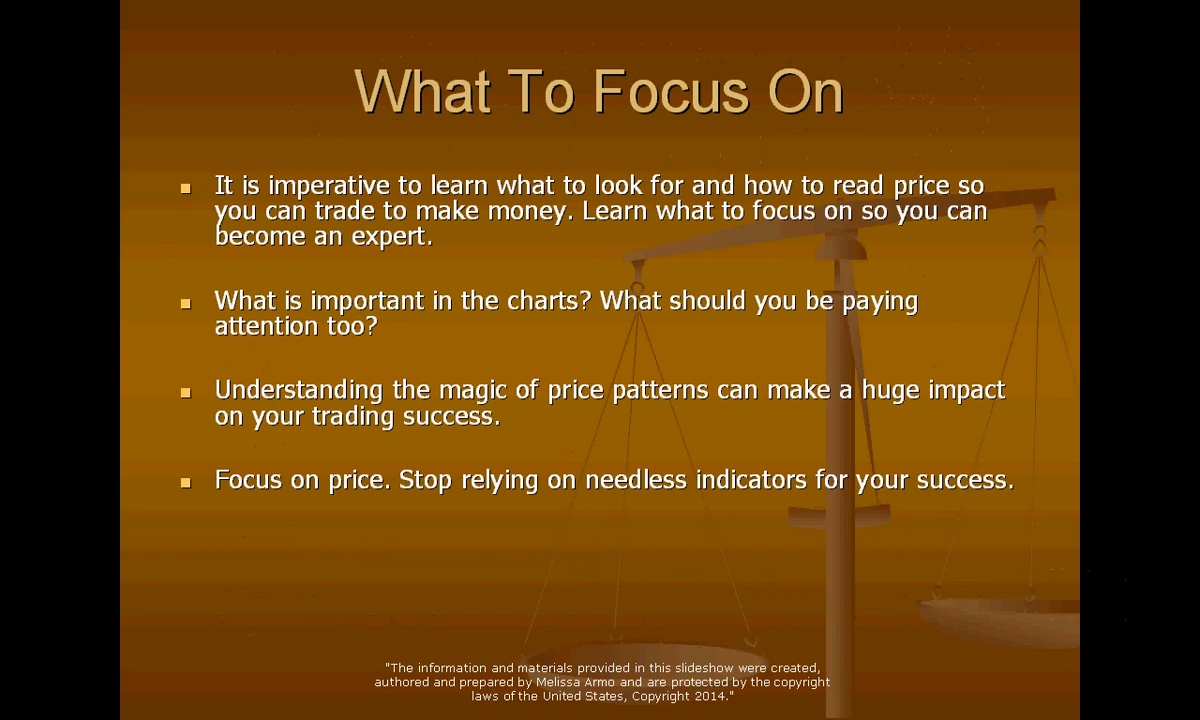 What To Focus On
It is imperative to learn what to look for and how to read price so
you can trade to make money. Learn what to focus on so you can
become an expert.
What is important in the charts? What should you be paying
attention too?
Understanding the magic of price patterns can make a huge impact
on your trading success.
Focus on price. Stop relying on needless indicators for your success.
"The information and materials provided in this slideshow were created,
authored and prepared by Melissa Armo and are protected by the copyright
laws of the United States, Copyright 2014."